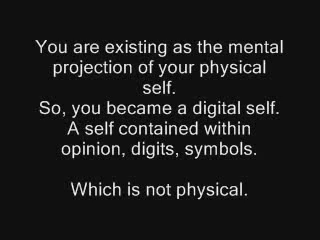 You are existing as the mental
projection of your physical
self.
So, you became a digital self.
A self contained within
opinion, digits, symbols.
Which is not physical.